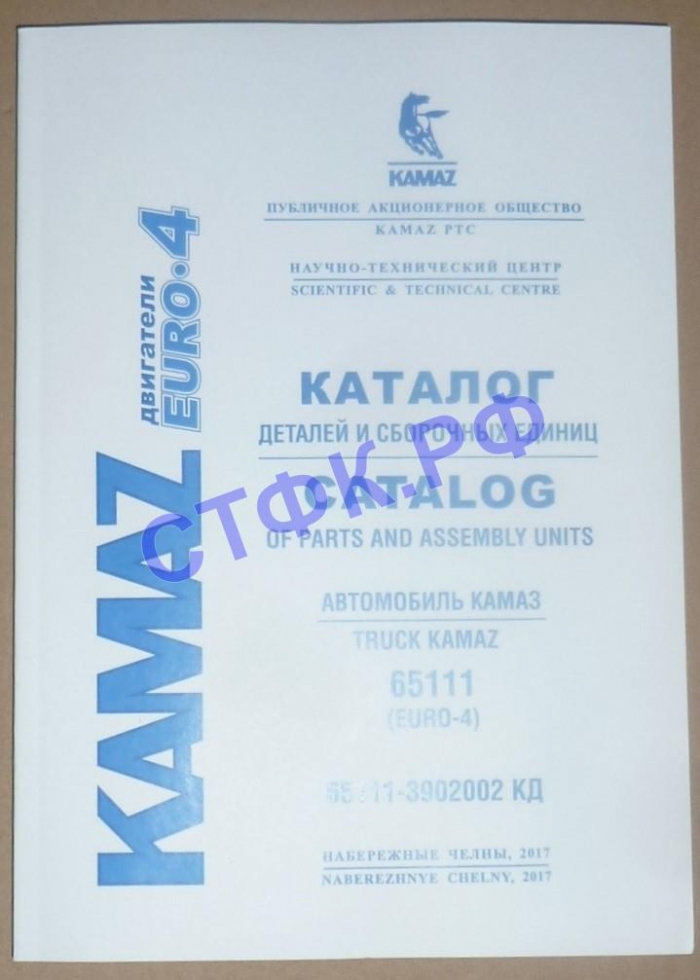 KAMAZ
ПУБЛИЧНОЕ АКЦИОНЕРНОЕ ОБЩЕСТВО
KAMAZ PTC
НАУЧНО-ТЕХНИЧЕСКИЙ ЦЕНТР
SCIENTIFIC & TECHNICAL CENTRE
КАТАЛОГ
ДЕТАЛЕЙ И СБОРОЧНЫХ ЕДИНИЦ
CATALOG
OF PARTS AND ASSEMBLY UNITS
АВТОМОБИЛЬ КАМАЗ
TRUCK KAMAZ
65111
(EURO-4)
65111-3902002 КД
НАБЕРЕЖНЫЕ ЧЕЛНЫ, 2017
NABEREZHNYE CHELNY, 2017
KAMAZ
двигатели
EURO•4
СТФК.РФ